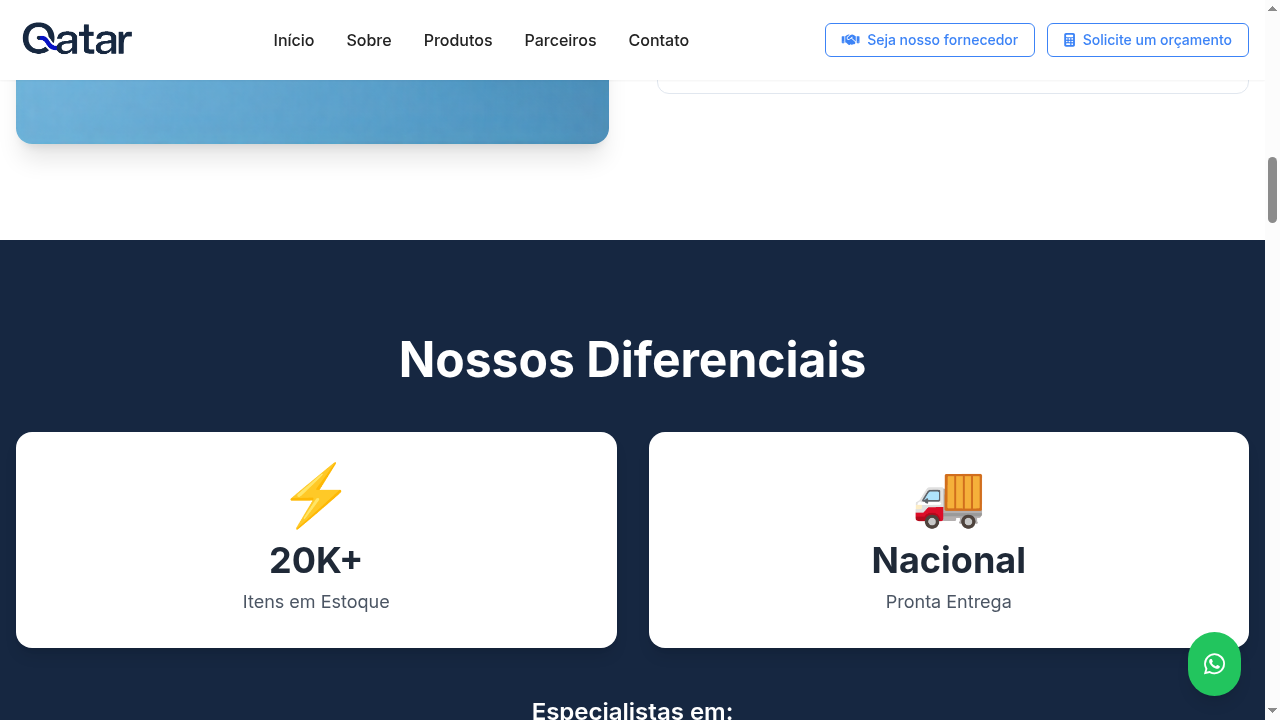 Qatar
Início
Sobre
Produtos
Parceiros
Contato
Seja nosso fornecedor
Solicite um orçamento
Nossos Diferenciais
20K+
Itens em Estoque
Nacional
Pronta Entrega
Especialistas em: